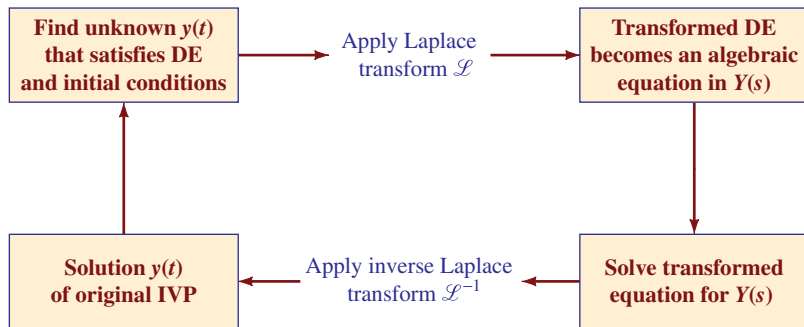 Find unknown y(t)
that satisfies DE
and initial conditions
Apply Laplace
transform ℒ
Transformed DE
becomes an algebraic
equation in Y(s)
Solution y(t)
of original IVP
Apply inverse Laplace
transform ℒ⁻¹
Solve transformed
equation for Y(s)